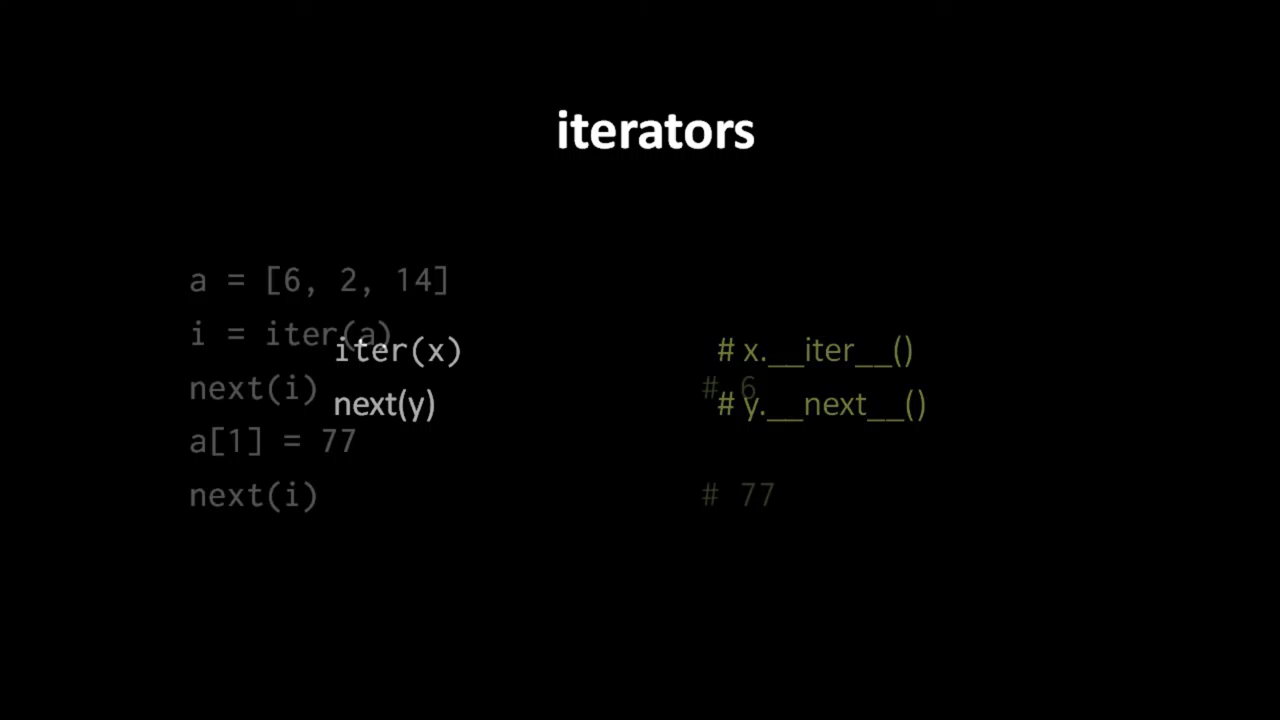 iterators
a = [6, 2, 14]
i = iter(a)
iter(x) # x.__iter__()
next(i) # 6
next(y) # y.__next__()
a[1] = 77
next(i) # 77